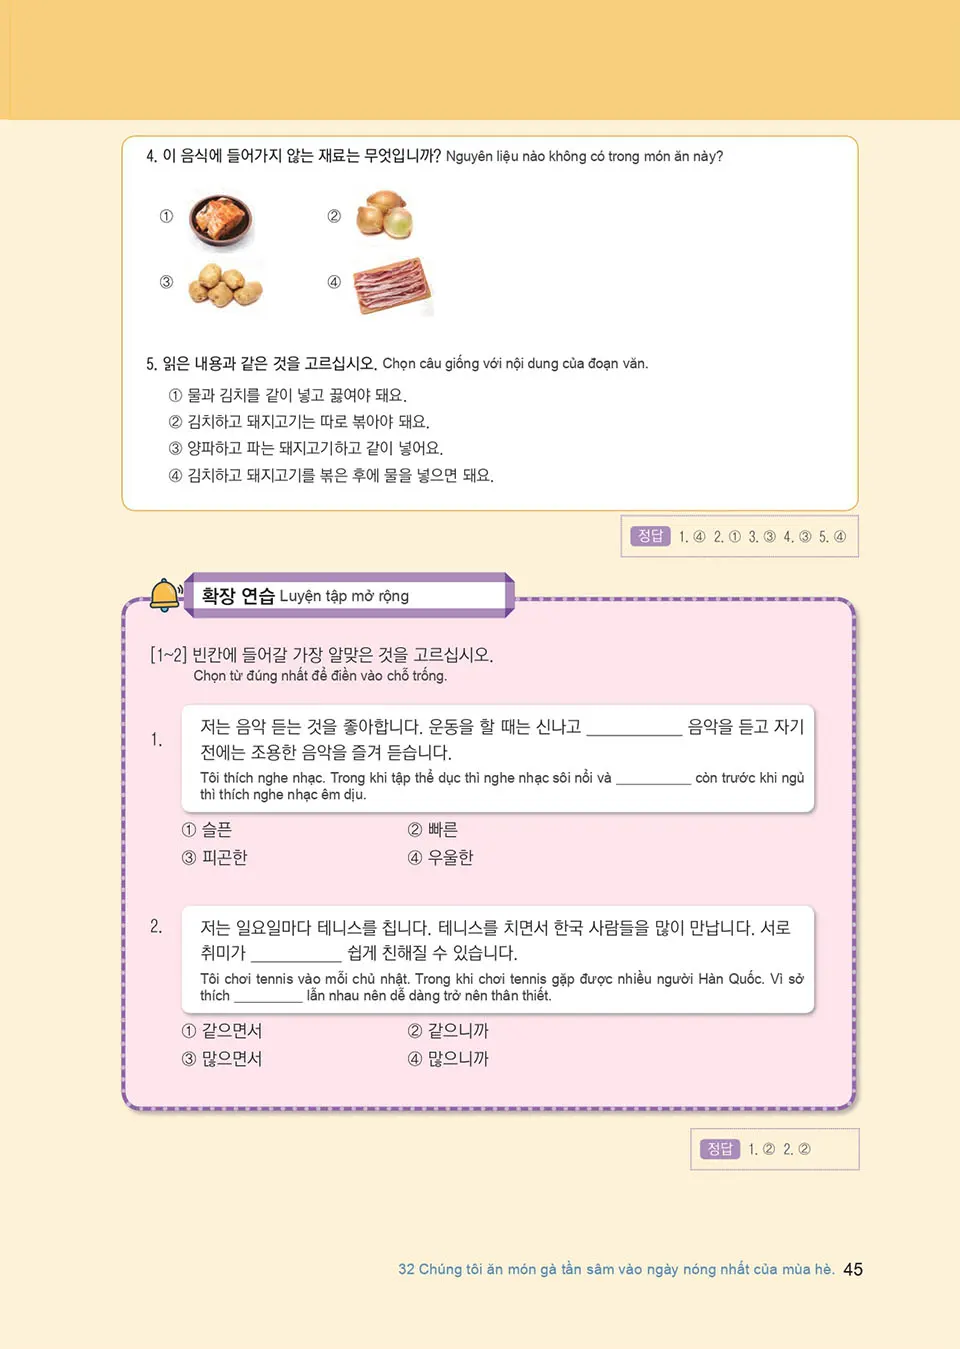 4. 이 음식에 들어가지 않는 재료는 무엇입니까? Nguyên liệu nào không có trong món ăn này?
① ②
③ ④
5. 읽은 내용과 같은 것을 고르십시오. Chọn câu giống với nội dung của đoạn văn.
① 물과 김치를 같이 넣고 끓여야 돼요.
② 김치하고 돼지고기는 따로 볶아야 돼요.
③ 양파하고 파는 돼지고기하고 같이 넣어요.
④ 김치하고 돼지고기를 볶은 후에 물을 넣으면 돼요.
정답 1. ④ 2. ① 3. ③ 4. ③ 5. ④
확장 연습 Luyện tập mở rộng
[1~2] 빈칸에 들어갈 가장 알맞은 것을 고르십시오.
Chọn từ đúng nhất để điền vào chỗ trống.
1. 저는 음악 듣는 것을 좋아합니다. 운동을 할 때는 신나고 __________ 음악을 듣고 자기
전에는 조용한 음악을 즐겨 듣습니다.
Tôi thích nghe nhạc. Trong khi tập thể dục thì nghe nhạc sôi nổi và __________ còn trước khi ngủ
thì thích nghe nhạc êm dịu.
① 슬픈 ② 빠른
③ 피곤한 ④ 우울한
2. 저는 일요일마다 테니스를 칩니다. 테니스를 치면서 한국 사람들을 많이 만납니다. 서로
취미가 __________ 쉽게 친해질 수 있습니다.
Tôi chơi tennis vào mỗi chủ nhật. Trong khi chơi tennis gặp được nhiều người Hàn Quốc. Vì sở
thích _________ lẫn nhau nên dễ dàng trở nên thân thiết.
① 같으면서 ② 같으니까
③ 많으면서 ④ 많으니까
정답 1. ② 2. ②
32 Chúng tôi ăn món gà tần sâm vào ngày nóng nhất của mùa hè. 45